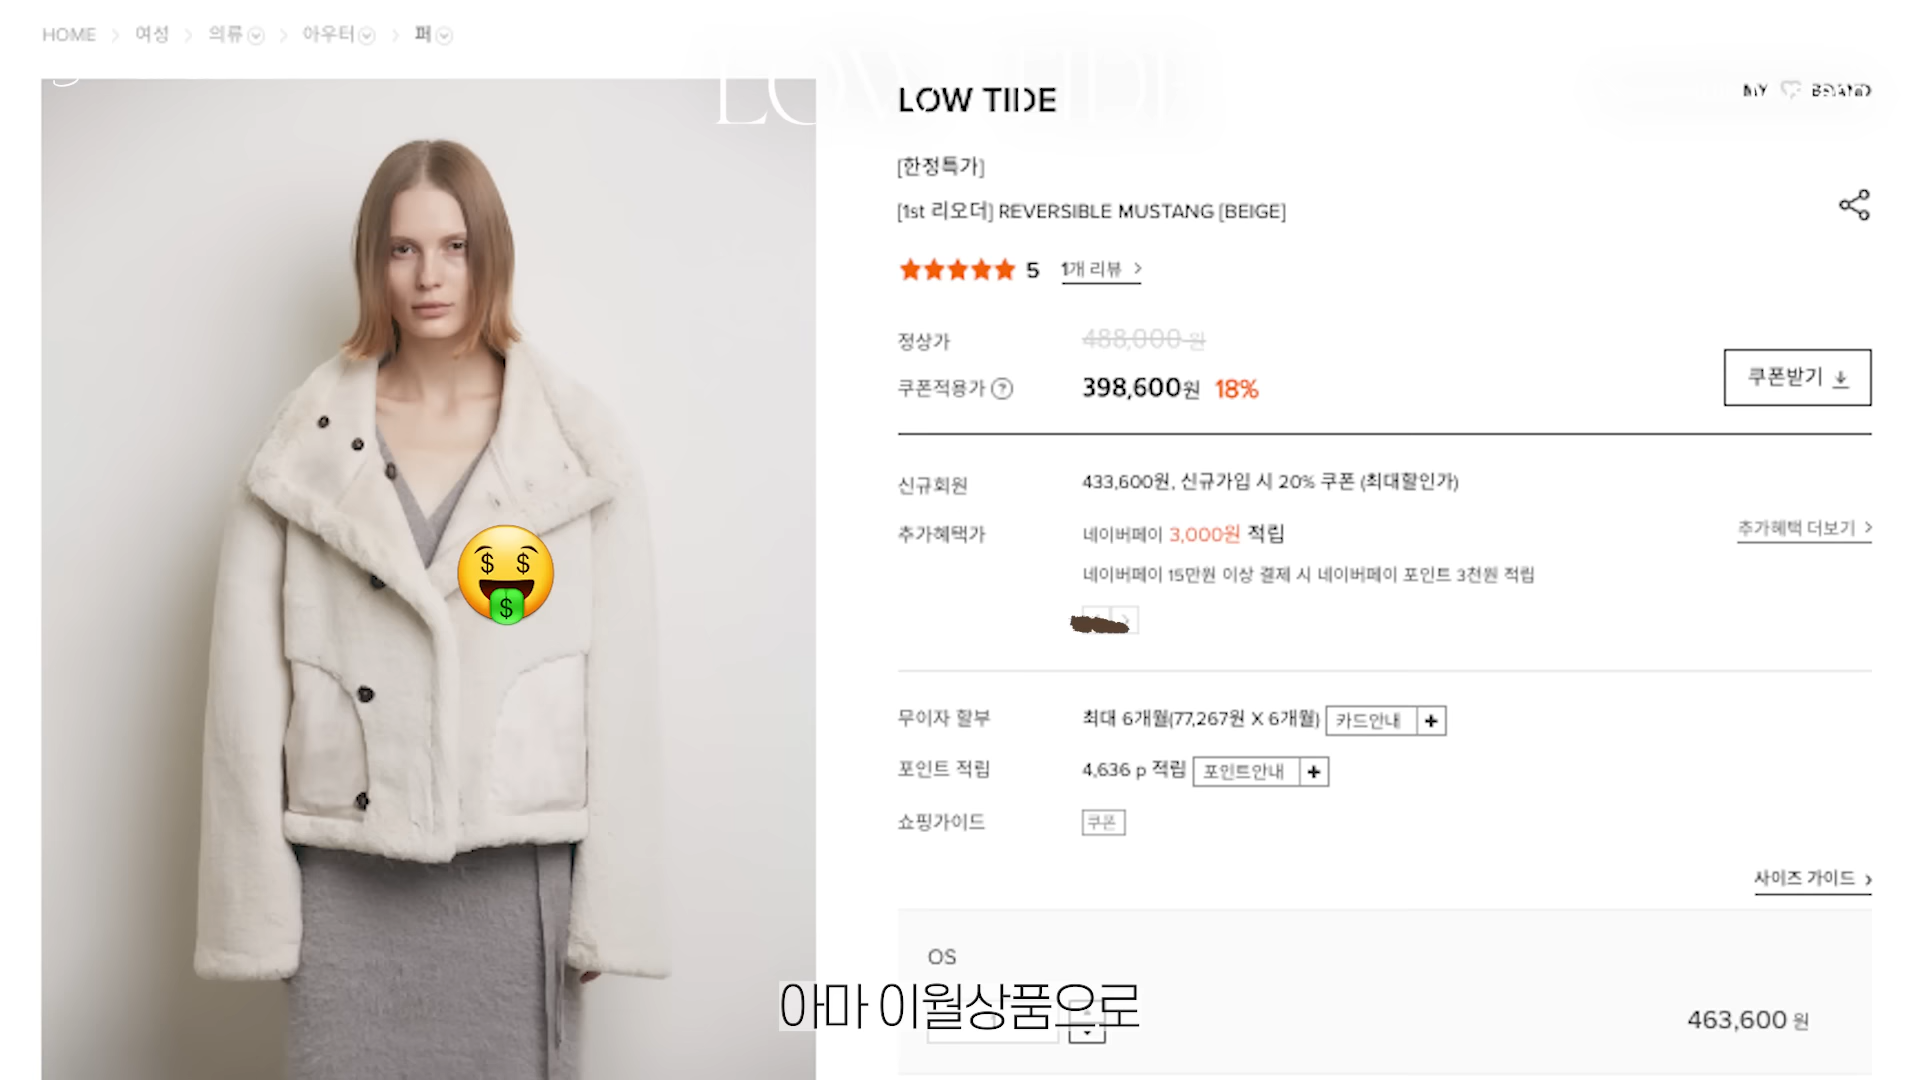 HOME > 여성 > 의류 > 아우터 > 퍼
LOW TIDE
MY BRAND
[한정특가]
[1st 리오더] REVERSIBLE MUSTANG [BEIGE]
5 1개 리뷰 >
정상가 488,000 원
쿠폰적용가 ? 398,600원 18%
쿠폰받기
신규회원 433,600원, 신규가입 시 20% 쿠폰 (최대할인가)
추가혜택가 네이버페이 3,000원 적립
추가혜택 더보기 >
네이버페이 15만원 이상 결제 시 네이버페이 포인트 3천원 적립
무이자 할부 최대 6개월(77,267원 X 6개월) 카드안내 +
포인트 적립 4,636 p 적립 포인트안내 +
쇼핑가이드 쿠폰
사이즈 가이드 >
OS
아마 이월상품으로
463,600 원
$ $
$